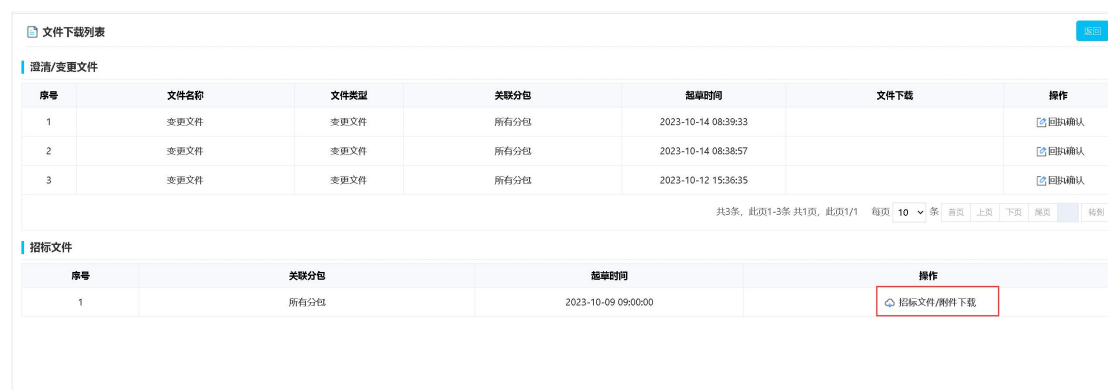 文件下载列表 返回
澄清/变更文件
序号 文件名称 文件类型 关联分包 起草时间 文件下载 操作
1 变更文件 变更文件 所有分包 2023-10-14 08:39:33 回执确认
2 变更文件 变更文件 所有分包 2023-10-14 08:38:57 回执确认
3 变更文件 变更文件 所有分包 2023-10-12 15:36:35 回执确认
共3条，此页1-3条 共1页，此页1/1 每页 10 条 首页 上页 下页 尾页 转到
招标文件
序号 关联分包 起草时间 操作
1 所有分包 2023-10-09 09:00:00 招标文件/附件下载